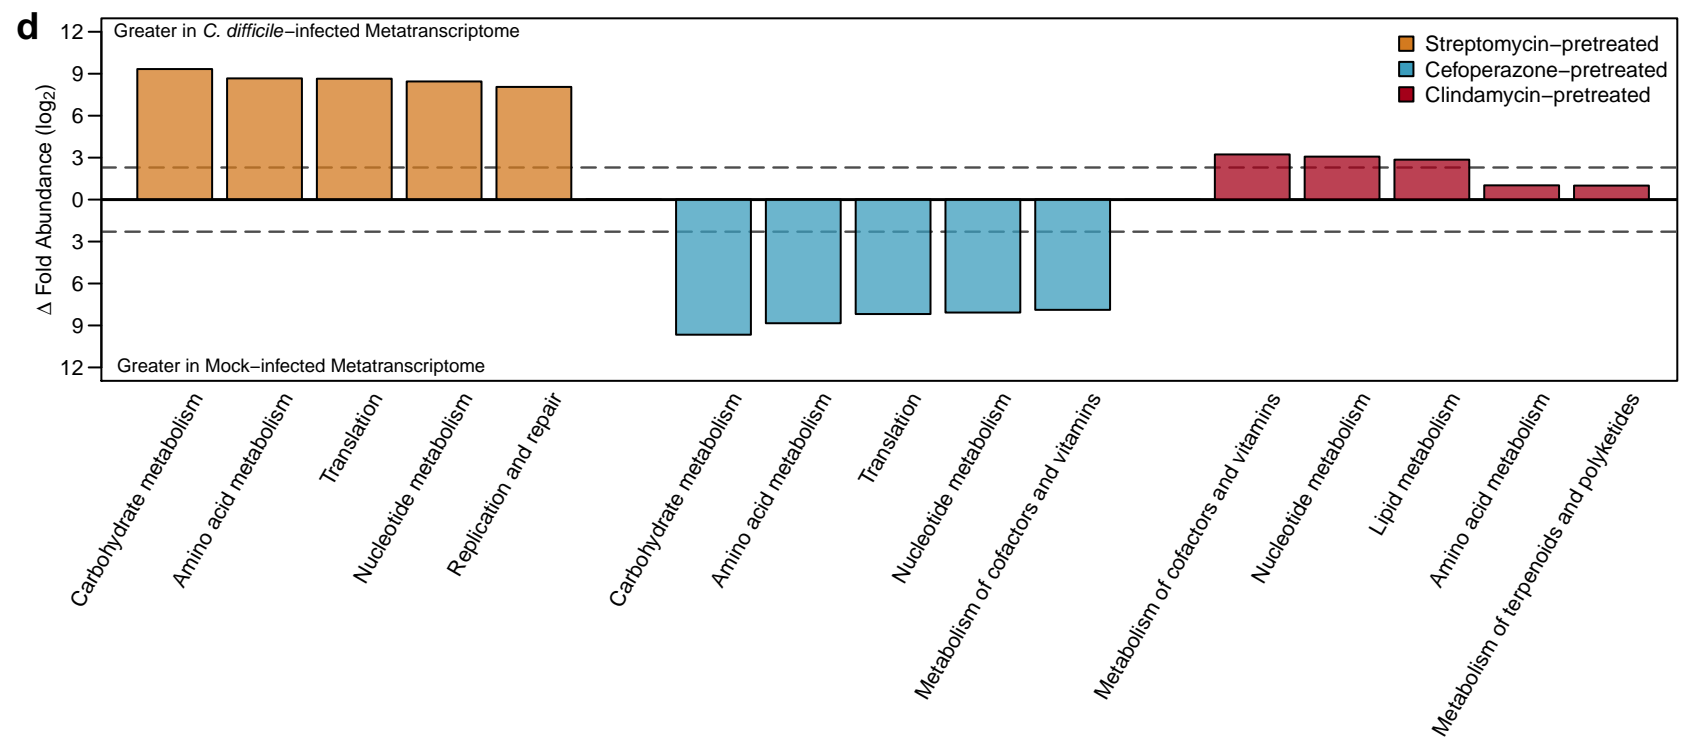 d
Greater in C. difficile−infected Metatranscriptome
Streptomycin−pretreated
Cefoperazone−pretreated
Clindamycin−pretreated
Δ Fold Abundance (log2)
12
9
6
3
0
3
6
9
12
Greater in Mock−infected Metatranscriptome
Carbohydrate metabolism
Amino acid metabolism
Translation
Nucleotide metabolism
Replication and repair
Carbohydrate metabolism
Amino acid metabolism
Translation
Nucleotide metabolism
Metabolism of cofactors and vitamins
Metabolism of cofactors and vitamins
Nucleotide metabolism
Lipid metabolism
Amino acid metabolism
Metabolism of terpenoids and polyketides